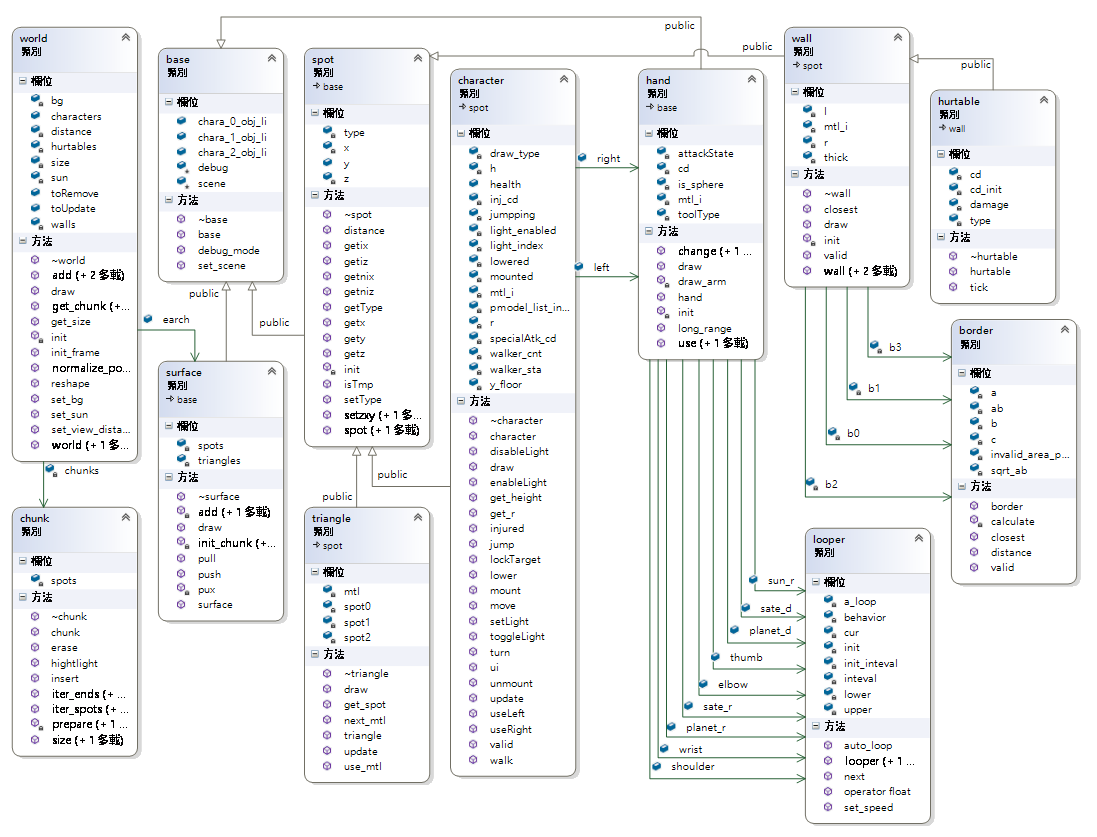 world
類別
欄位
bg
characters
distance
hurtables
size
sun
toRemove
toUpdate
walls
方法
~world
add (+ 2 多載)
draw
get_chunk (+...
get_size
init
init_frame
normalize_po...
reshape
set_bg
set_sun
set_view_dista...
world (+ 1 多...
earch
chunks
chunk
類別
欄位
spots
方法
~chunk
chunk
erase
hightlight
insert
iter_ends (+ ...
iter_spots (+ ...
prepare (+ 1 ...
size (+ 1 多載)
base
類別
欄位
chara_0_obj_li
chara_1_obj_li
chara_2_obj_li
debug
scene
方法
~base
base
debug_mode
set_scene
public
public
surface
類別
base
欄位
spots
triangles
方法
~surface
add (+ 1 多載)
draw
init_chunk (+...
pull
push
pux
surface
spot
類別
base
欄位
type
x
y
z
方法
~spot
distance
getix
getiz
getnix
getniz
getType
getx
gety
getz
init
isTmp
setType
setzxy (+ 1 多...
spot (+ 1 多載)
public
public
triangle
類別
spot
欄位
mtl
spot0
spot1
spot2
方法
~triangle
draw
get_spot
next_mtl
triangle
update
use_mtl
character
類別
spot
欄位
draw_type
h
health
inj_cd
jumpping
light_enabled
light_index
lowered
mounted
mtl_i
pmodel_list_in...
r
specialAtk_cd
walker_cnt
walker_sta
y_floor
方法
~character
character
disableLight
draw
enableLight
get_height
get_r
injured
jump
lockTarget
lower
mount
move
setLight
toggleLight
turn
ui
unmount
update
useLeft
useRight
valid
walk
right
left
public
public
hand
類別
base
欄位
attackState
cd
is_sphere
mtl_i
toolType
方法
change (+ 1 ...
draw
draw_arm
hand
init
long_range
use (+ 1 多載)
wall
類別
spot
欄位
l
mtl_i
r
thick
方法
~wall
closest
draw
init
valid
wall (+ 2 多載)
public
hurtable
類別
wall
欄位
cd
cd_init
damage
type
方法
~hurtable
hurtable
tick
b3
b1
b0
b2
border
類別
欄位
a
ab
b
c
invalid_area_p...
sqrt_ab
方法
border
calculate
closest
distance
valid
sun_r
sate_d
planet_d
thumb
elbow
sate_r
planet_r
wrist
shoulder
looper
類別
欄位
a_loop
behavior
cur
init
init_inteval
inteval
lower
upper
方法
auto_loop
looper (+ 1 ...
next
operator float
set_speed